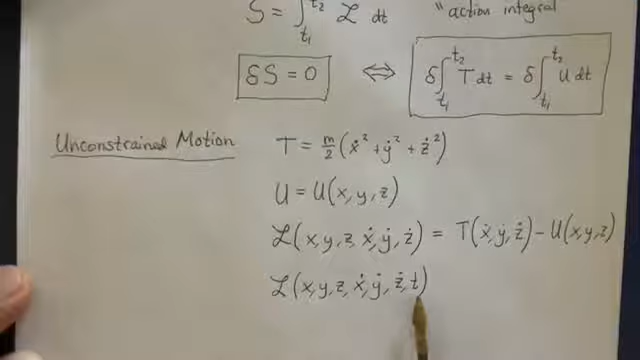 S = ∫_{t₁}^{t₂} ℒ dt "action integral
δS = 0 ⟺ δ∫_{t₁}^{t₂} T dt = δ∫_{t₁}^{t₂} U dt
Unconstrained Motion T = m/2 (ẋ² + ẏ² + ż²)
U = U(x, y, z)
ℒ(x, y, z, ẋ, ẏ, ż) = T(ẋ, ẏ, ż) − U(x, y, z)
ℒ(x, y, z, ẋ, ẏ, ż, t)